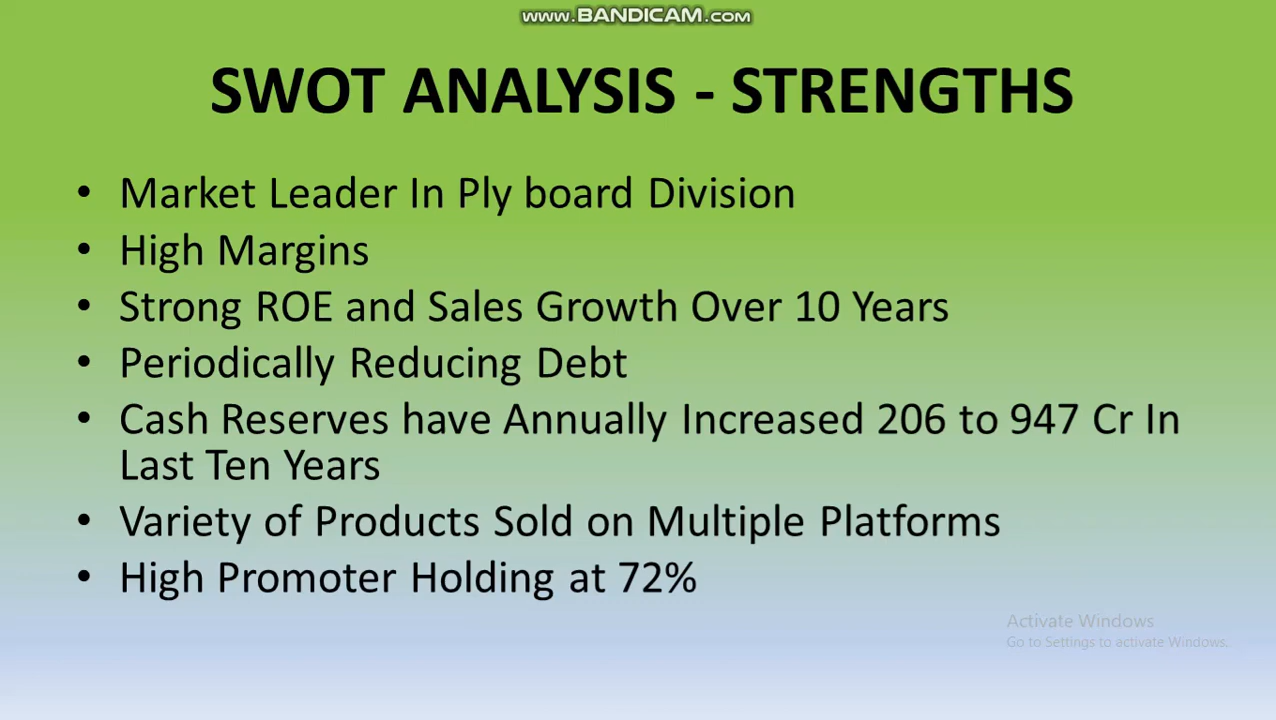 www.BANDICAM.com
SWOT ANALYSIS - STRENGTHS
• Market Leader In Ply board Division
• High Margins
• Strong ROE and Sales Growth Over 10 Years
• Periodically Reducing Debt
• Cash Reserves have Annually Increased 206 to 947 Cr In
Last Ten Years
• Variety of Products Sold on Multiple Platforms
• High Promoter Holding at 72%
Activate Windows
Go to Settings to activate Windows.